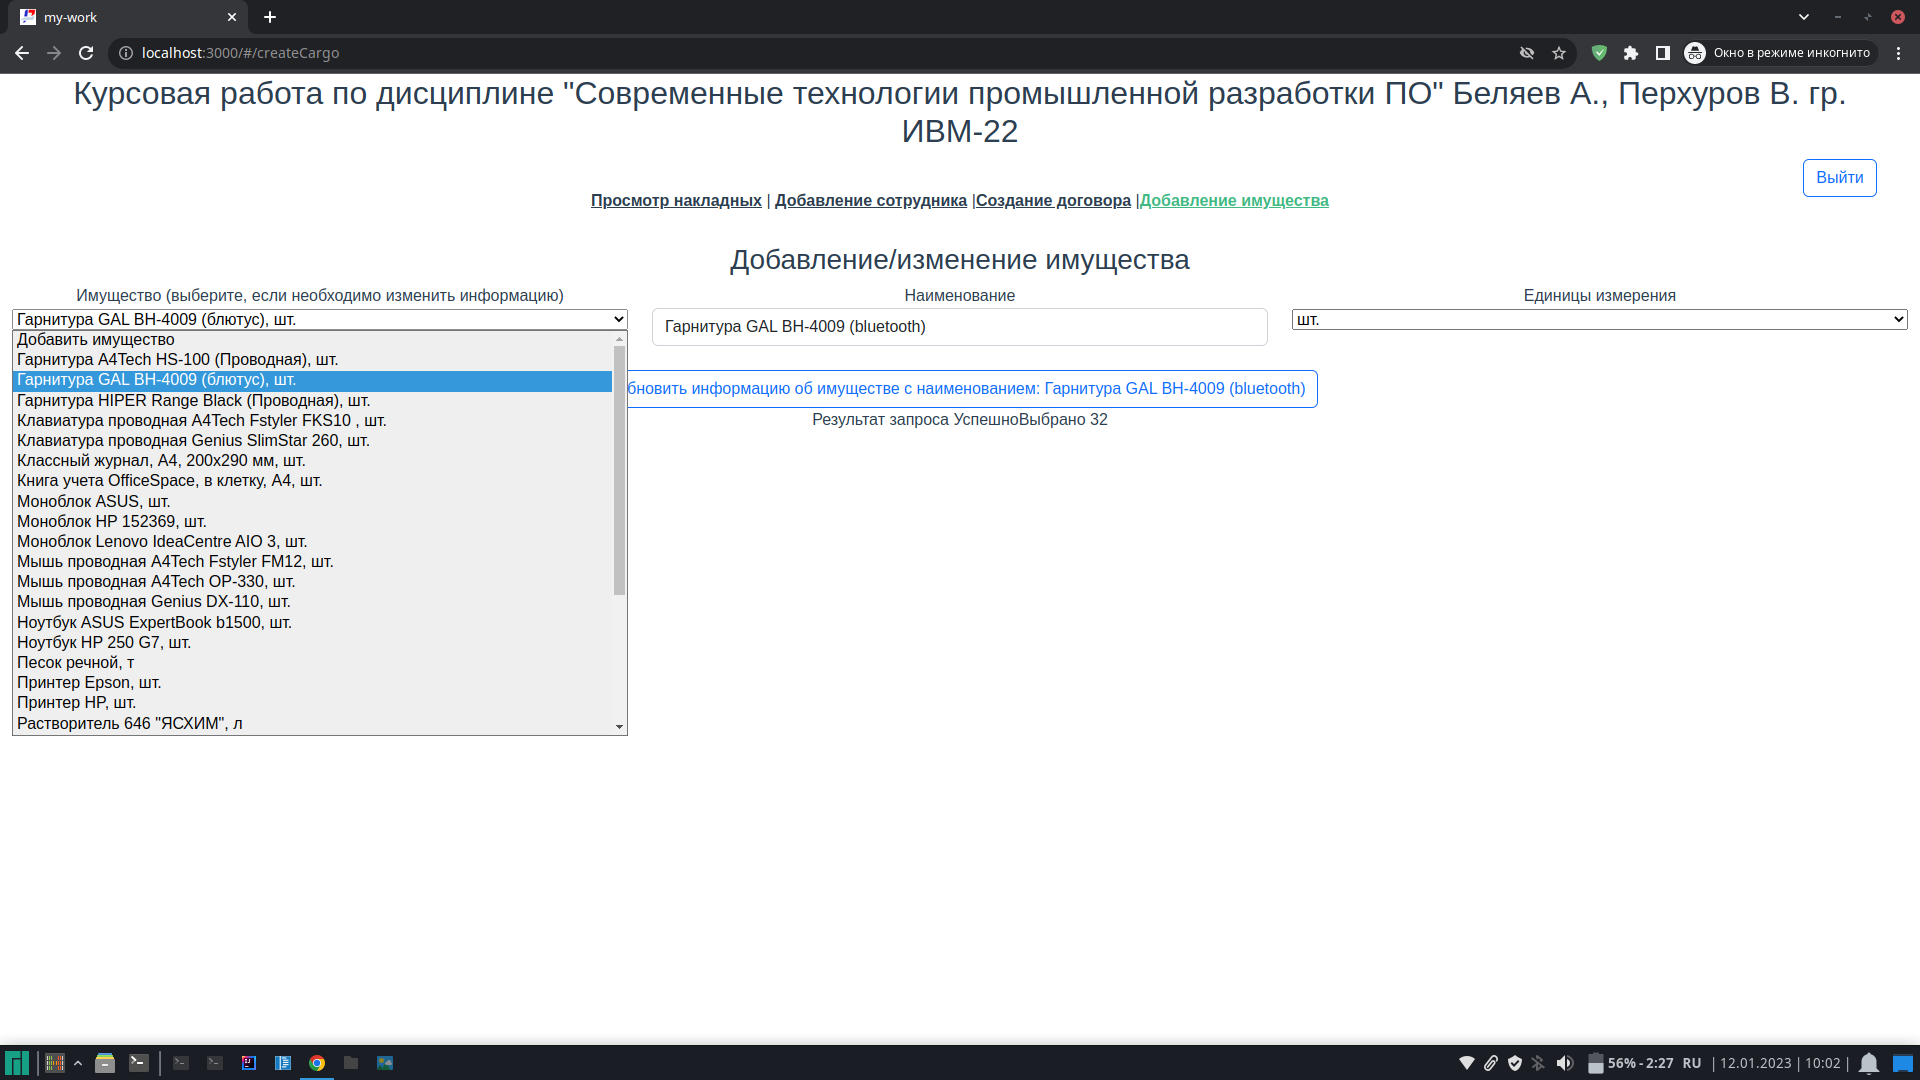 my-work
localhost:3000/#/createCargo
Окно в режиме инкогнито
Курсовая работа по дисциплине "Современные технологии промышленной разработки ПО" Беляев А., Перхуров В. гр.
ИВМ-22
Выйти
Просмотр накладных | Добавление сотрудника |Создание договора |Добавление имущества
Добавление/изменение имущества
Имущество (выберите, если необходимо изменить информацию)
Наименование
Единицы измерения
Гарнитура GAL BH-4009 (блютус), шт.
Гарнитура GAL BH-4009 (bluetooth)
шт.
Добавить имущество
Гарнитура A4Tech HS-100 (Проводная), шт.
Гарнитура GAL BH-4009 (блютус), шт.
Гарнитура HIPER Range Black (Проводная), шт.
Клавиатура проводная A4Tech Fstyler FKS10 , шт.
Клавиатура проводная Genius SlimStar 260, шт.
Классный журнал, А4, 200х290 мм, шт.
Книга учета OfficeSpace, в клетку, А4, шт.
Моноблок ASUS, шт.
Моноблок HP 152369, шт.
Моноблок Lenovo IdeaCentre AIO 3, шт.
Мышь проводная A4Tech Fstyler FM12, шт.
Мышь проводная A4Tech OP-330, шт.
Мышь проводная Genius DX-110, шт.
Ноутбук ASUS ExpertBook b1500, шт.
Ноутбук HP 250 G7, шт.
Песок речной, т
Принтер Epson, шт.
Принтер HP, шт.
Растворитель 646 "ЯСХИМ", л
бновить информацию об имуществе с наименованием: Гарнитура GAL BH-4009 (bluetooth)
Результат запроса УспешноВыбрано 32
56% - 2:27 RU | 12.01.2023 | 10:02 |